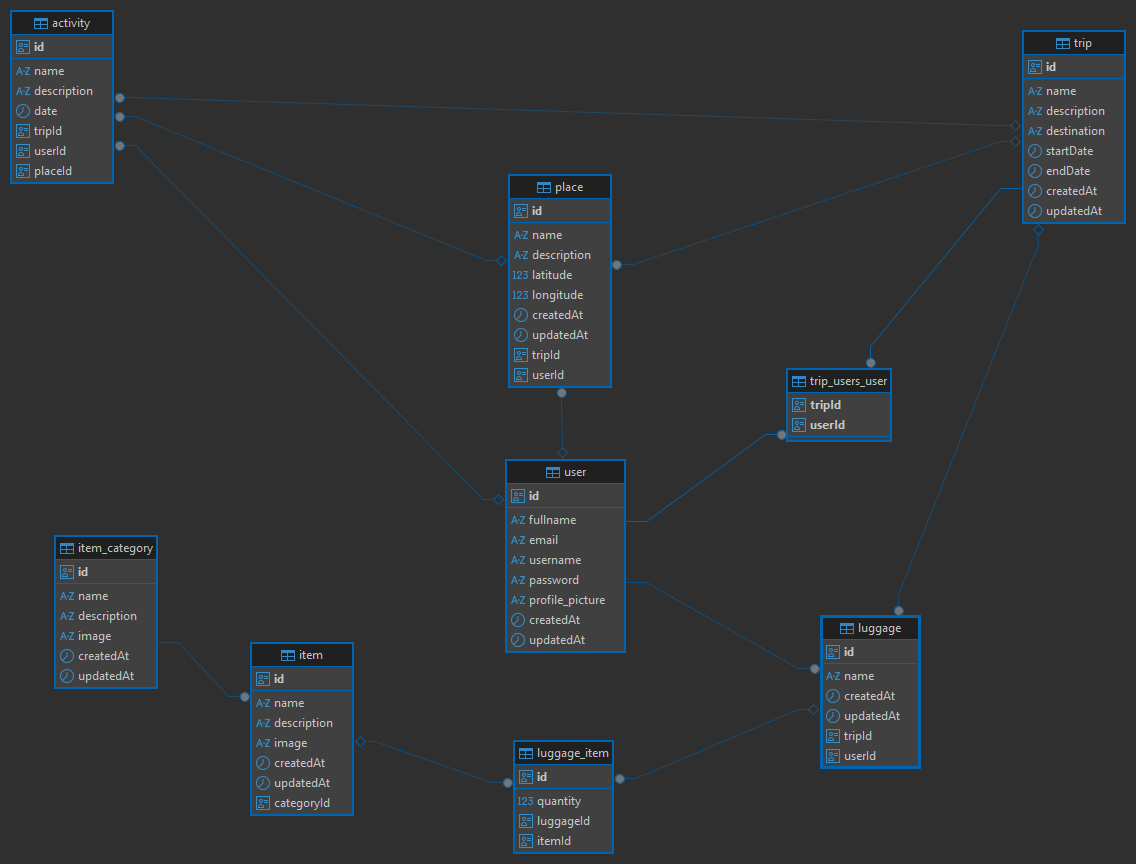 activity
id
A-Z name
A-Z description
date
tripId
userId
placeId
trip
id
A-Z name
A-Z description
A-Z destination
startDate
endDate
createdAt
updatedAt
place
id
A-Z name
A-Z description
123 latitude
123 longitude
createdAt
updatedAt
tripId
userId
trip_users_user
tripId
userId
user
id
A-Z fullname
A-Z email
A-Z username
A-Z password
A-Z profile_picture
createdAt
updatedAt
item_category
id
A-Z name
A-Z description
A-Z image
createdAt
updatedAt
item
id
A-Z name
A-Z description
A-Z image
createdAt
updatedAt
categoryId
luggage
id
A-Z name
createdAt
updatedAt
tripId
userId
luggage_item
id
123 quantity
luggageId
itemId